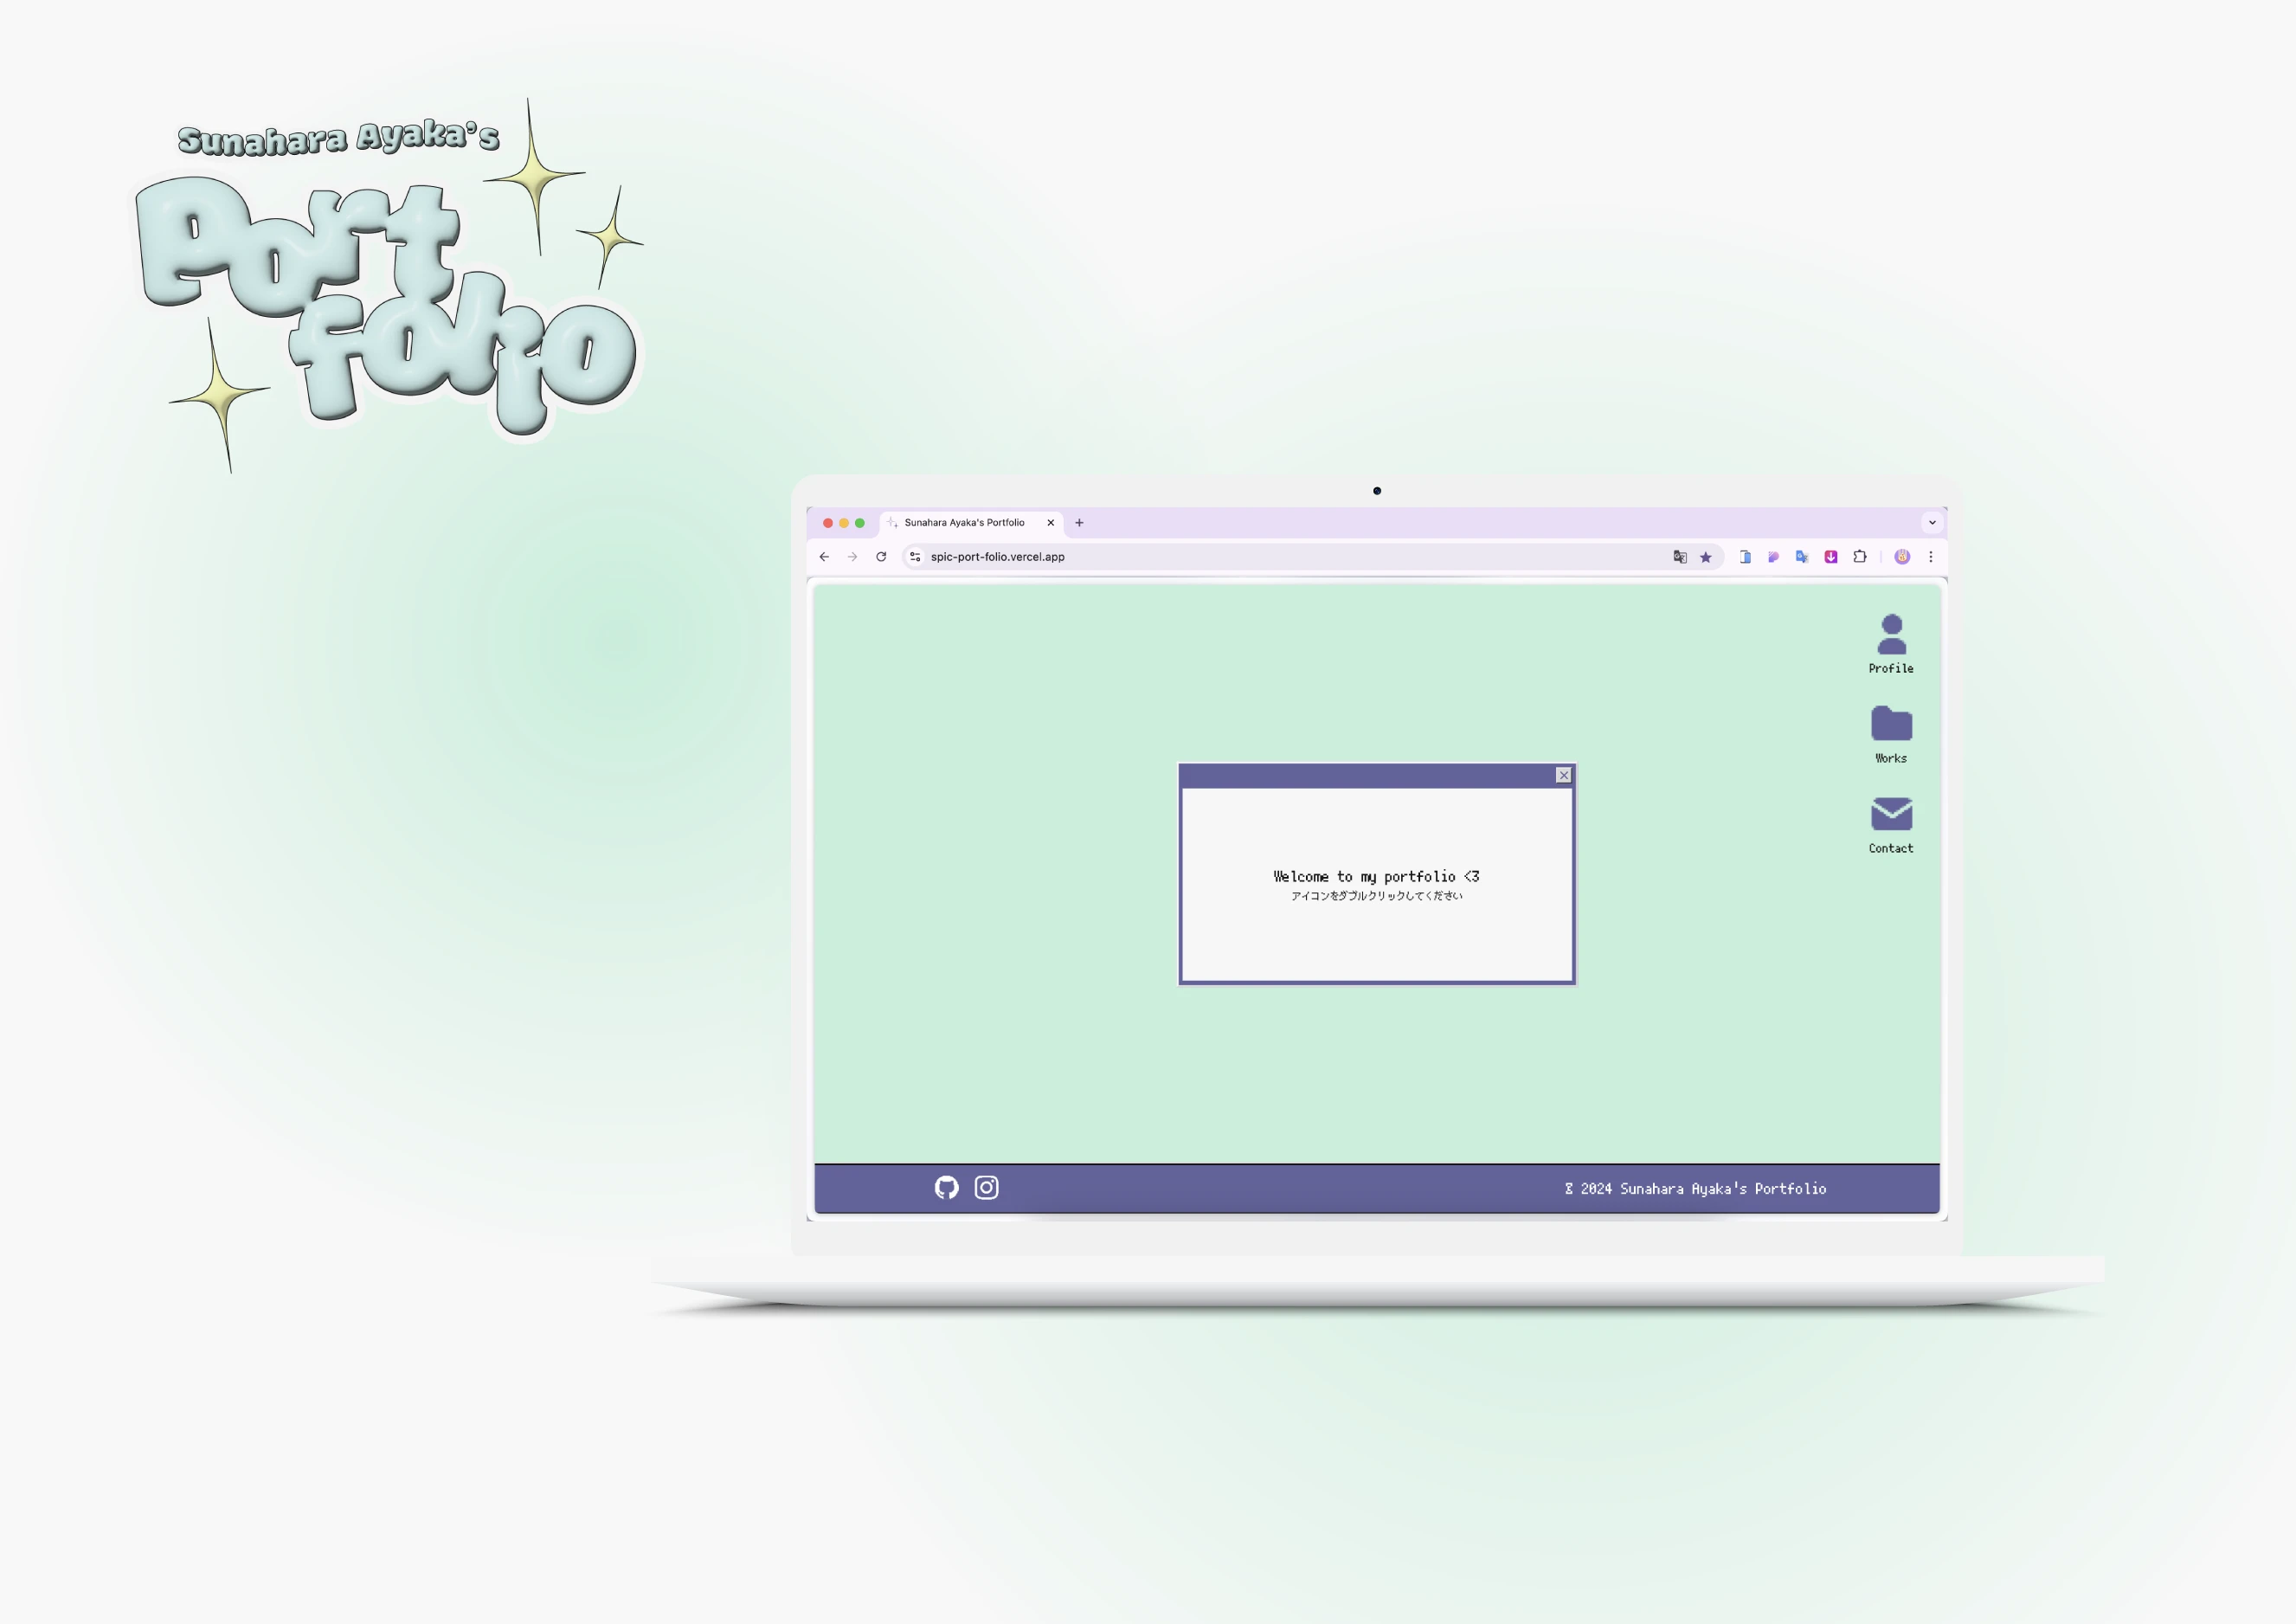 Sunahara Ayaka's
Port
folio
Sunahara Ayaka's Portfolio
spic-port-folio.vercel.app
Profile
Works
Contact
Welcome to my portfolio <3
アイコンをダブルクリックしてください
2024 Sunahara Ayaka's Portfolio